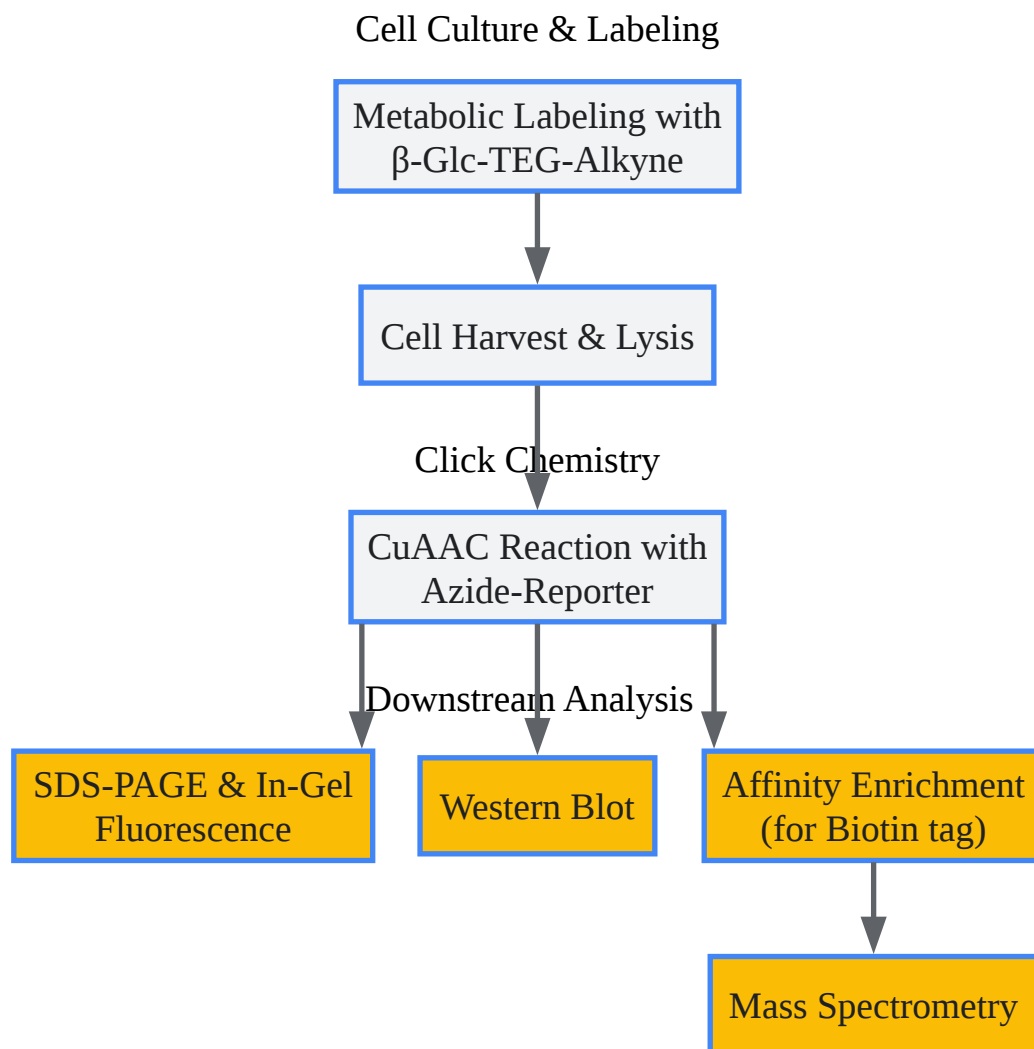 Cell Culture & Labeling
Metabolic Labeling with
β-Glc-TEG-Alkyne
Cell Harvest & Lysis
Click Chemistry
CuAAC Reaction with
Azide-Reporter
Downstream Analysis
SDS-PAGE & In-Gel
Fluorescence
Western Blot
Affinity Enrichment
(for Biotin tag)
Mass Spectrometry